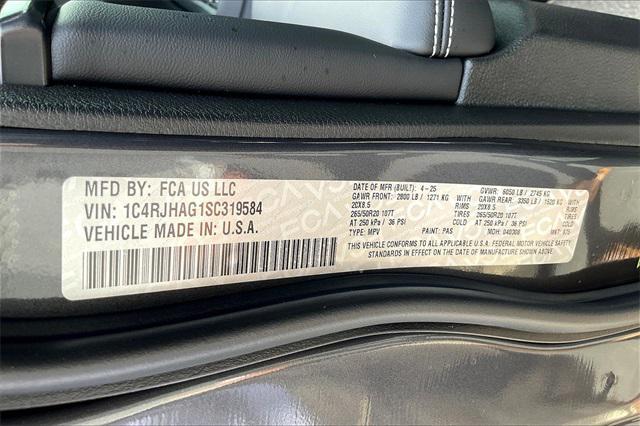 MFD BY: FCA US LLC
VIN: 1C4RJHAG1SC319584
VEHICLE MADE IN: U.S.A.
DATE OF MFR (BUILT): 4-25 GVWR: 6050 LB / 2745 KG
GAWR FRONT: 2800 LB / 1271 KG WITH GAWR REAR: 3350 LB / 1520 KG WITH
20X8.5 RIMS 20X8.5 RIMS
265/50R20 107T TIRES 265/50R20 107T TIRES
AT 250 kPa / 36 PSI COLD AT 250 kPa / 36 PSI COLD
TYPE: MPV PAINT: PAS MDH: MKT:
THIS VEHICLE CONFORMS TO ALL APPLICABLE U.S.A. FEDERAL MOTOR VEHICLE SAFETY,
STANDARDS IN EFFECT ON THE DATE OF MANUFACTURE SHOWN ABOVE.